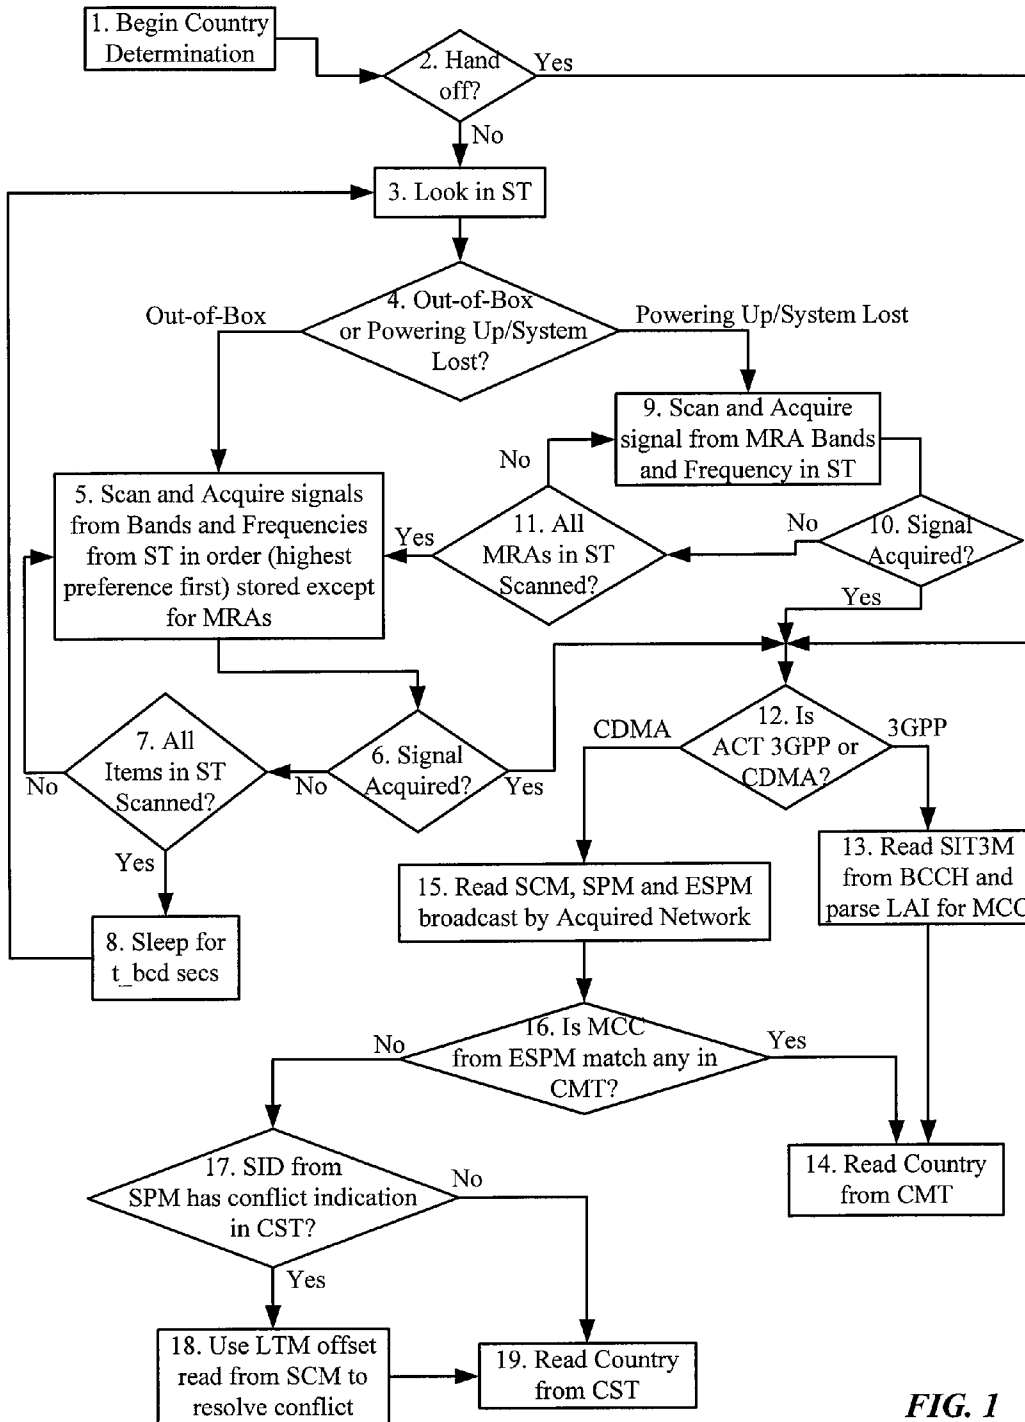 1. Begin Country
Determination
2. Hand
off?
Yes
No
3. Look in ST
4. Out-of-Box
or Powering Up/System
Lost?
Out-of-Box
Powering Up/System Lost
9. Scan and Acquire
signal from MRA Bands
and Frequency in ST
No
5. Scan and Acquire signals
from Bands and Frequencies
from ST in order (highest
preference first) stored except
for MRAs
Yes
11. All
MRAs in ST
Scanned?
No
10. Signal
Acquired?
Yes
7. All
Items in ST
Scanned?
No
Yes
6. Signal
Acquired?
No
Yes
CDMA
12. Is
ACT 3GPP or
CDMA?
3GPP
8. Sleep for
t_bcd secs
15. Read SCM, SPM and ESPM
broadcast by Acquired Network
13. Read SIT3M
from BCCH and
parse LAI for MCC
No
16. Is MCC
from ESPM match any in
CMT?
Yes
17. SID from
SPM has conflict indication
in CST?
No
Yes
14. Read Country
from CMT
18. Use LTM offset
read from SCM to
resolve conflict
19. Read Country
from CST
FIG. 1